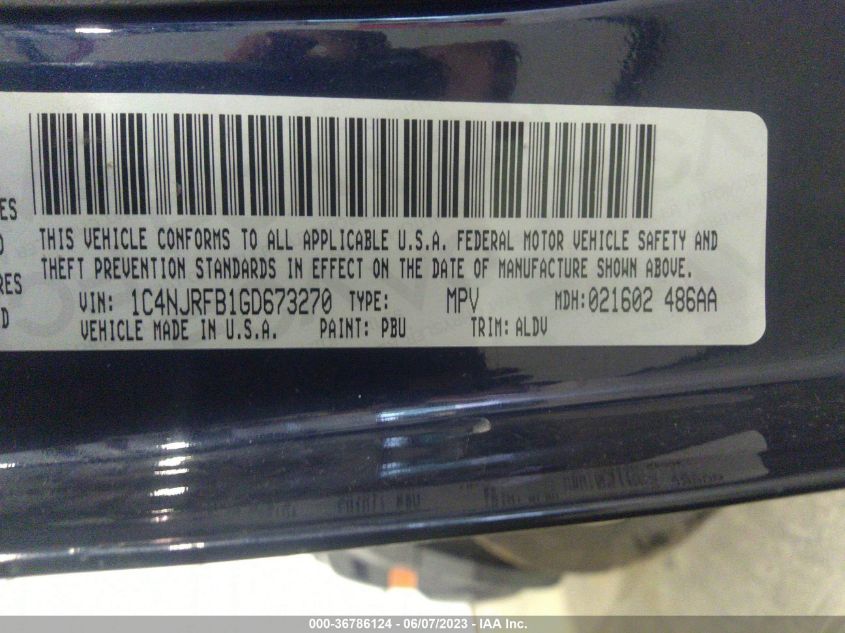 ES
D
RES
D
THIS VEHICLE CONFORMS TO ALL APPLICABLE U.S.A. FEDERAL MOTOR VEHICLE SAFETY AND
THEFT PREVENTION STANDARDS IN EFFECT ON THE DATE OF MANUFACTURE SHOWN ABOVE.
VIN: 1C4NJRFB1GD673270 TYPE: MPV MDH:021602 486AA
VEHICLE MADE IN U.S.A. PAINT: PBU TRIM:ALDV
000-36786124 - 06/07/2023 - IAA Inc.